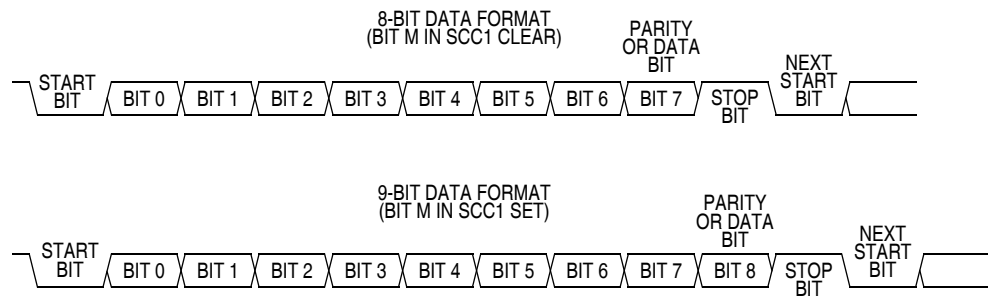 8-BIT DATA FORMAT
(BIT M IN SCC1 CLEAR)
PARITY
OR DATA
BIT
START
BIT
BIT 0
BIT 1
BIT 2
BIT 3
BIT 4
BIT 5
BIT 6
BIT 7
STOP
BIT
NEXT
START
BIT
9-BIT DATA FORMAT
(BIT M IN SCC1 SET)
PARITY
OR DATA
BIT
START
BIT
BIT 0
BIT 1
BIT 2
BIT 3
BIT 4
BIT 5
BIT 6
BIT 7
BIT 8
STOP
BIT
NEXT
START
BIT